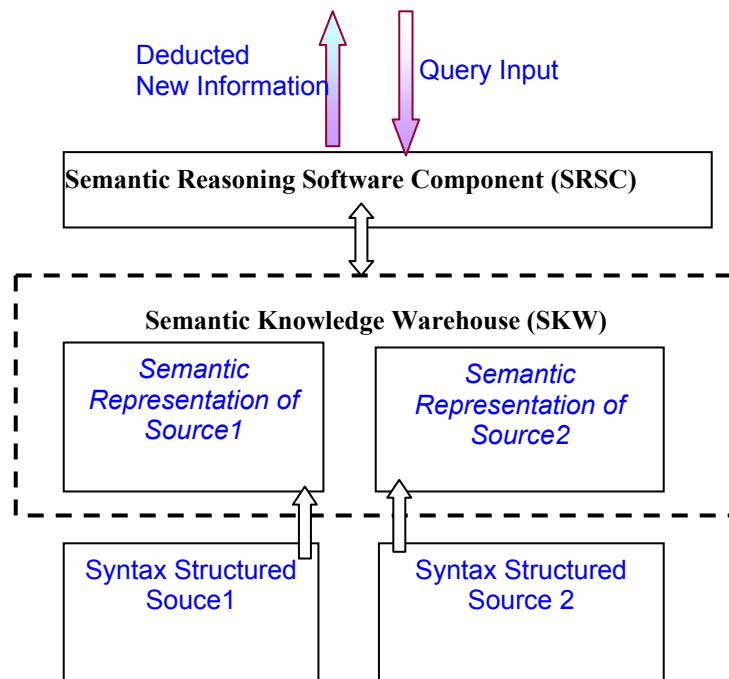 Deducted
New Information
Query Input
Semantic Reasoning Software Component (SRSC)
Semantic Knowledge Warehouse (SKW)
Semantic
Representation of
Source1
Semantic
Representation of
Source2
Syntax Structured
Souce1
Syntax Structured
Source 2